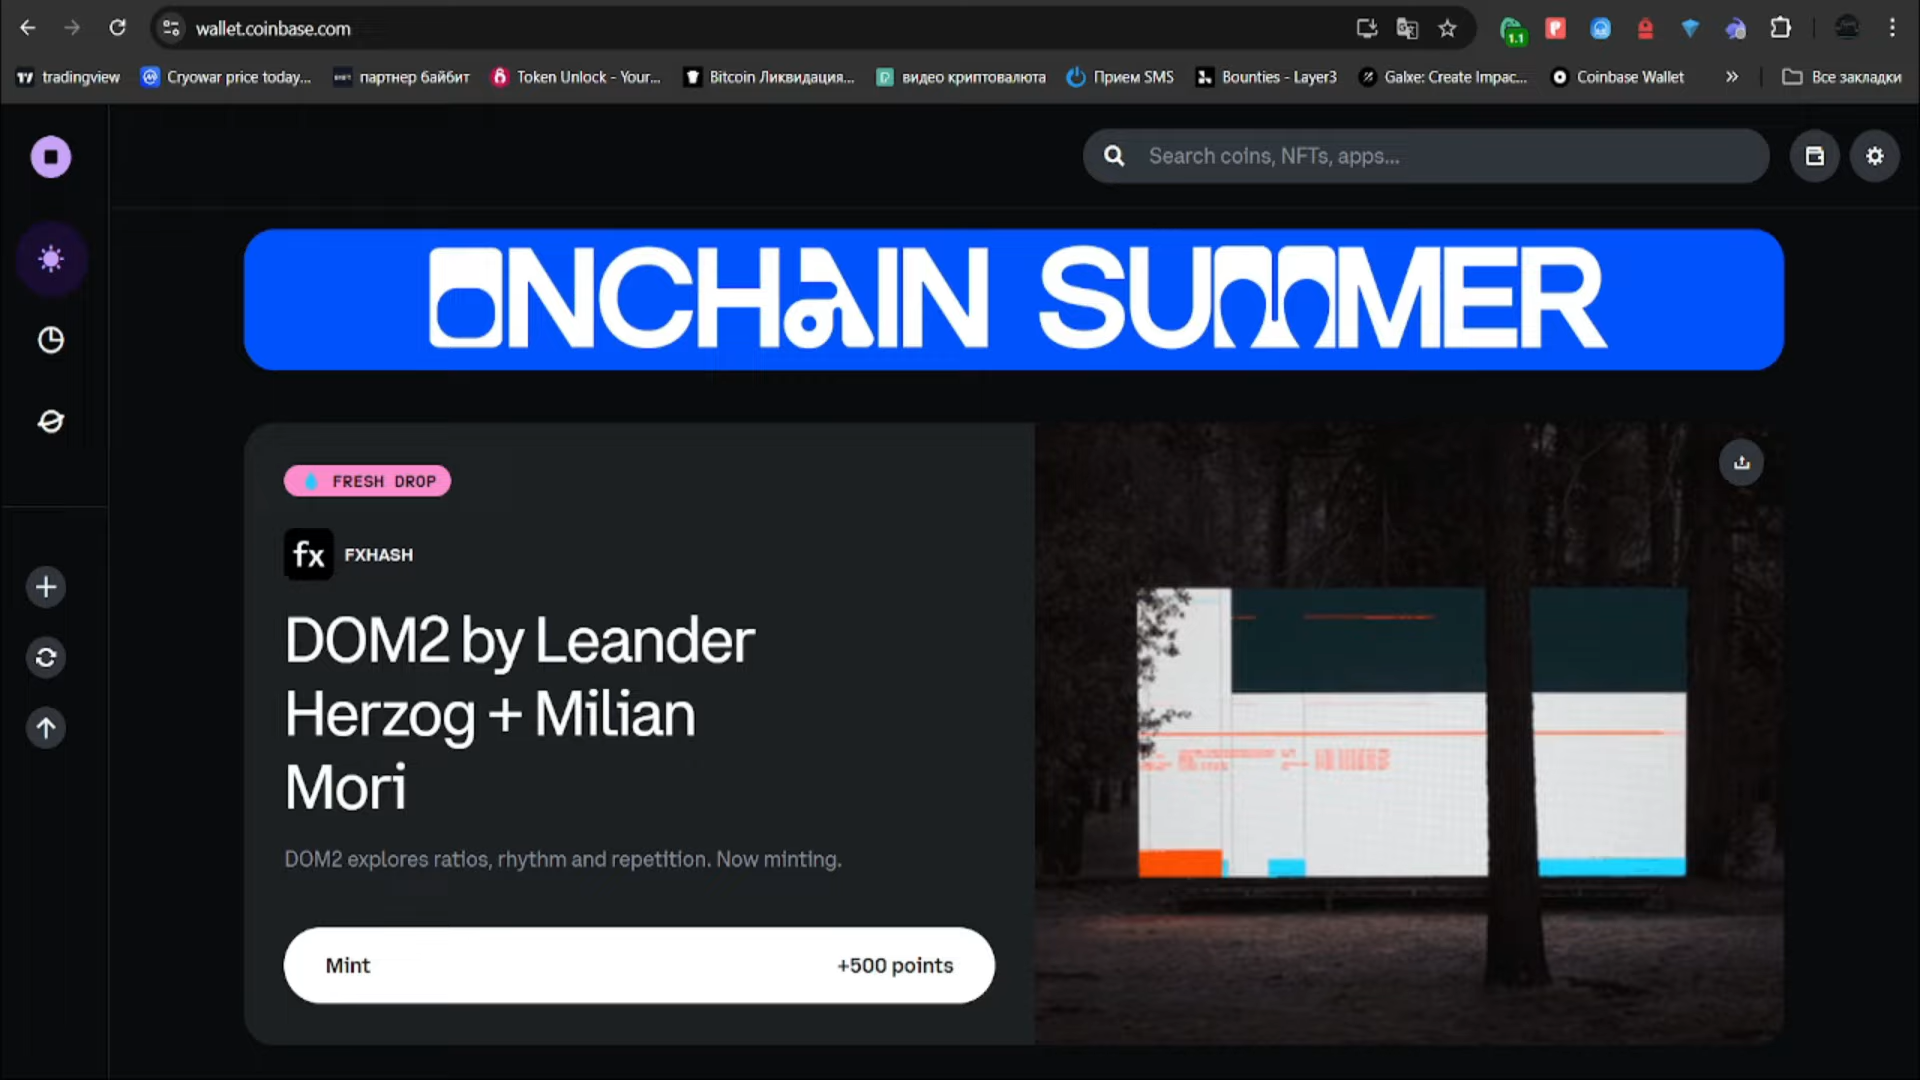 wallet.coinbase.com
1.1
tradingview
Cryowar price today...
партнер байбит
Token Unlock - Your...
Bitcoin Ликвидация...
видео криптовалюта
Прием SMS
Bounties - Layer3
Galxe: Create Impac...
Coinbase Wallet
»
Все закладки
Search coins, NFTs, apps...
ONCHAIN SUMMER
FRESH DROP
fx FXHASH
DOM2 by Leander
Herzog + Milian
Mori
DOM2 explores ratios, rhythm and repetition. Now minting.
Mint +500 points